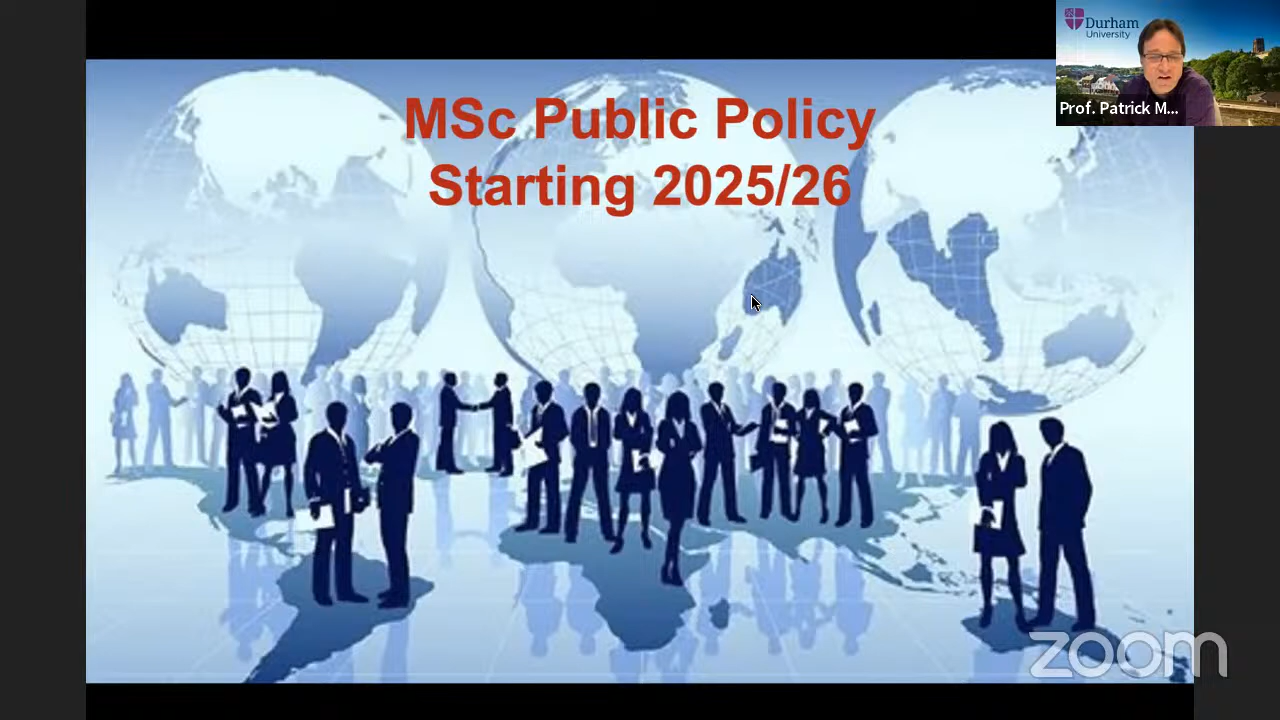 MSc Public Policy
Starting 2025/26
Durham
University
Prof. Patrick M...
zoom